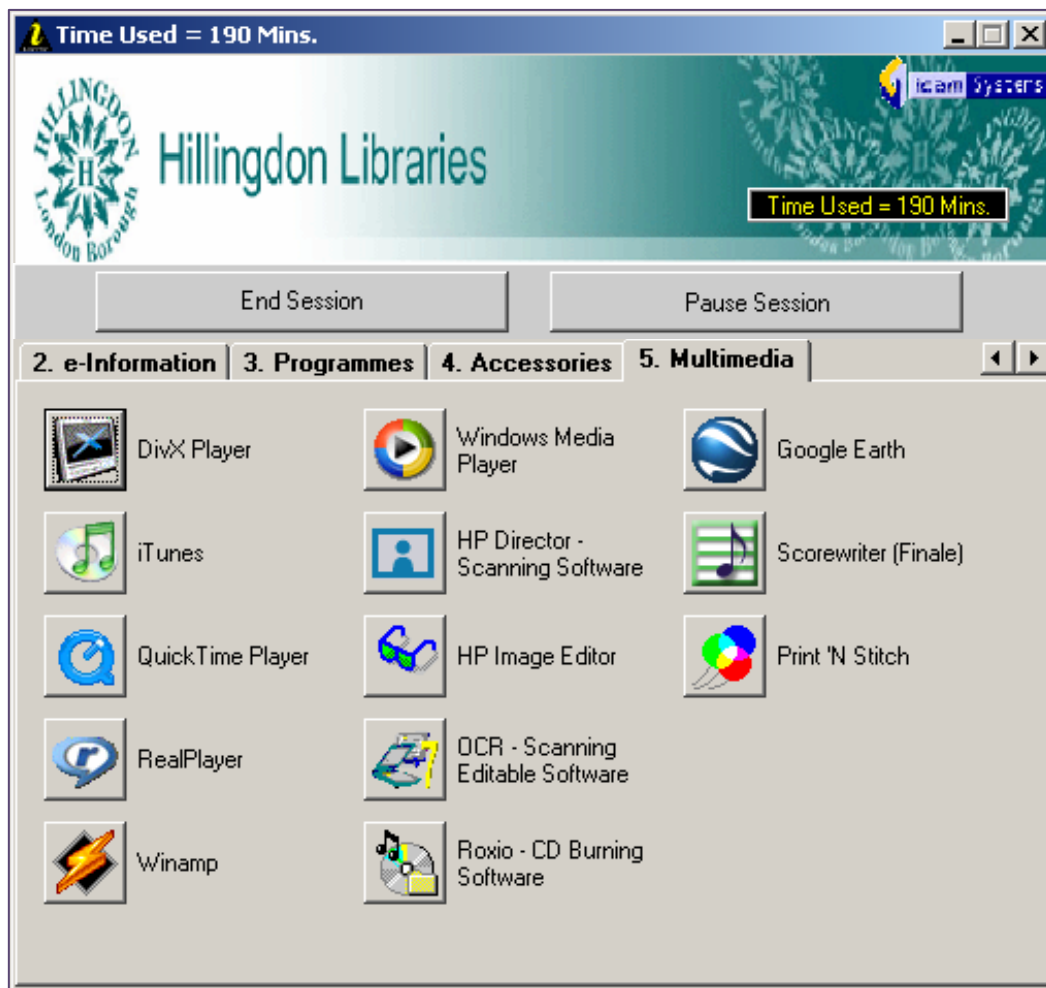 Time Used = 190 Mins.
HILLINGDON
H
London Borough
Hillingdon Libraries
icam Systems
Time Used = 190 Mins.
End Session
Pause Session
2. e-Information
3. Programmes
4. Accessories
5. Multimedia
DivX Player
Windows Media
Player
Google Earth
iTunes
HP Director -
Scanning Software
Scorewriter (Finale)
QuickTime Player
HP Image Editor
Print 'N Stitch
RealPlayer
OCR - Scanning
Editable Software
Winamp
Roxio - CD Burning
Software